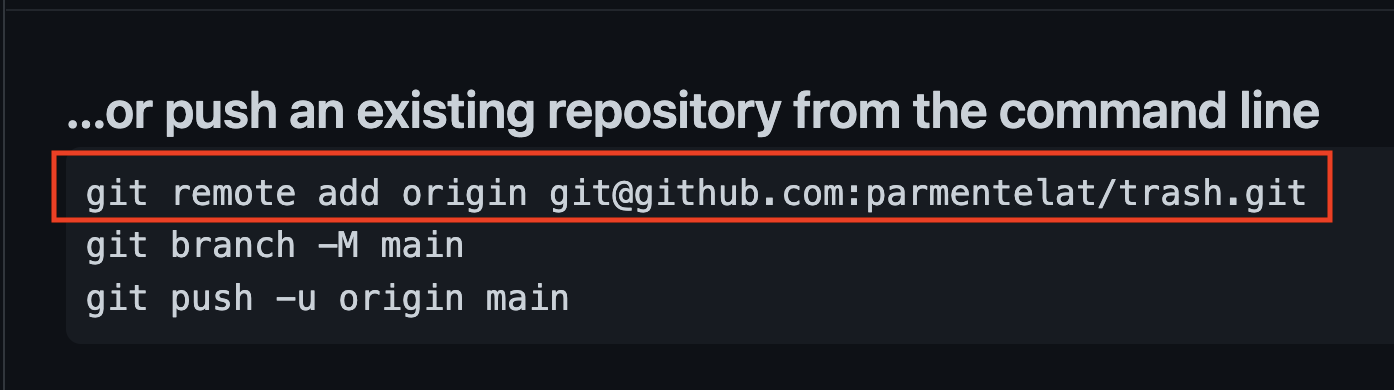 ...or push an existing repository from the command line
git remote add origin git@github.com:parmentelat/trash.git
git branch -M main
git push -u origin main